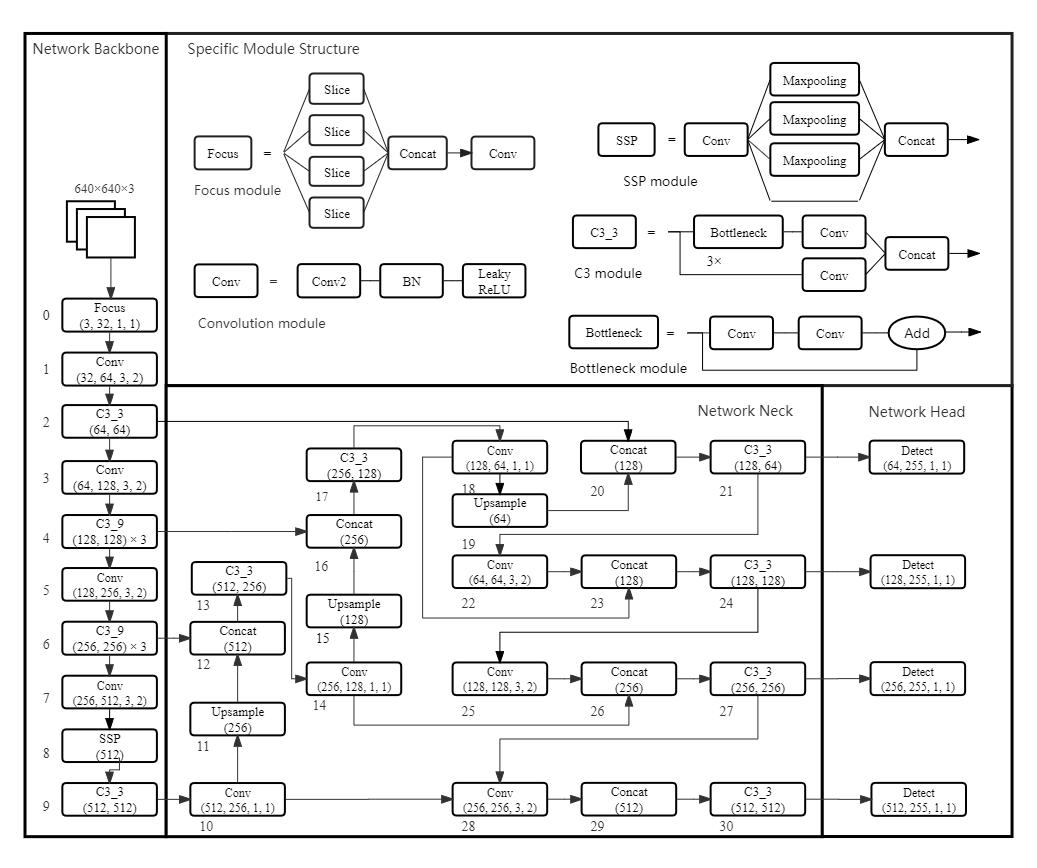 Network Backbone
Specific Module Structure
640×640×3
0
Focus
(3, 32, 1, 1)
1
Conv
(32, 64, 3, 2)
2
C3_3
(64, 64)
3
Conv
(64, 128, 3, 2)
4
C3_9
(128, 128) × 3
5
Conv
(128, 256, 3, 2)
6
C3_9
(256, 256) × 3
7
Conv
(256, 512, 3, 2)
8
SSP
(512)
9
C3_3
(512, 512)
Focus
=
Slice
Slice
Slice
Slice
Concat
Conv
Focus module
Conv
=
Conv2
BN
Leaky
ReLU
Convolution module
SSP
=
Conv
Maxpooling
Maxpooling
Maxpooling
Concat
SSP module
C3_3
=
Bottleneck
3×
Conv
Conv
Concat
C3 module
Bottleneck
=
Conv
Conv
Add
Bottleneck module
Network Neck
Conv
(512, 256, 1, 1)
10
Upsample
(256)
11
Concat
(512)
12
C3_3
(512, 256)
13
Conv
(256, 128, 1, 1)
14
Upsample
(128)
15
Concat
(256)
16
C3_3
(256, 128)
17
Conv
(128, 64, 1, 1)
18
Upsample
(64)
19
Concat
(128)
20
C3_3
(128, 64)
21
Conv
(64, 64, 3, 2)
22
Concat
(128)
23
C3_3
(128, 128)
24
Conv
(128, 128, 3, 2)
25
Concat
(256)
26
C3_3
(256, 256)
27
Conv
(256, 256, 3, 2)
28
Concat
(512)
29
C3_3
(512, 512)
30
Network Head
Detect
(64, 255, 1, 1)
Detect
(128, 255, 1, 1)
Detect
(256, 255, 1, 1)
Detect
(512, 255, 1, 1)